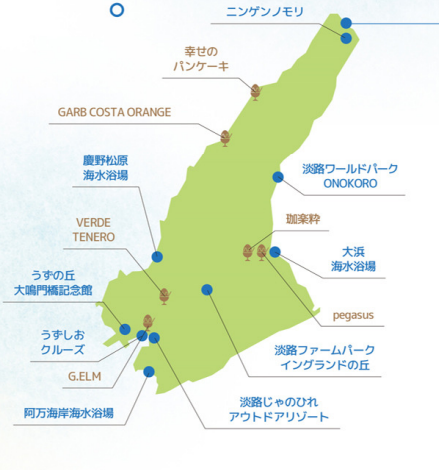 ニンゲンノモリ
幸せの
パンケーキ
GARB COSTA ORANGE
慶野松原
海水浴場
淡路ワールドパーク
ONOKORO
珈楽粋
VERDE
TENERO
大浜
海水浴場
うずの丘
大鳴門橋記念館
pegasus
うずしお
クルーズ
淡路ファームパーク
イングランドの丘
G.ELM
淡路じゃのひれ
アウトドアリゾート
阿万海岸海水浴場